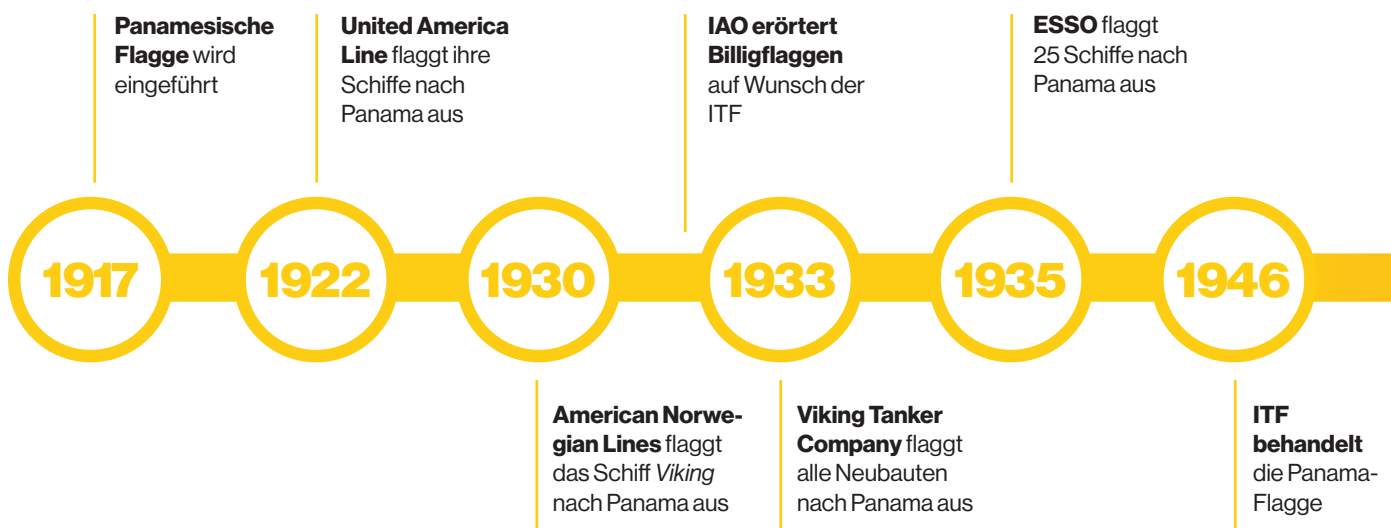 Panamesische
Flagge wird
eingeführt
United America
Line flaggt ihre
Schiffe nach
Panama aus
IAO erörtert
Billigflaggen
auf Wunsch der
ITF
ESSO flaggt
25 Schiffe nach
Panama aus
1917
1922
1930
1933
1935
1946
American Norwe-
gian Lines flaggt
das Schiff Viking
nach Panama aus
Viking Tanker
Company flaggt
alle Neubauten
nach Panama aus
ITF
behandelt
die Panama-
Flagge